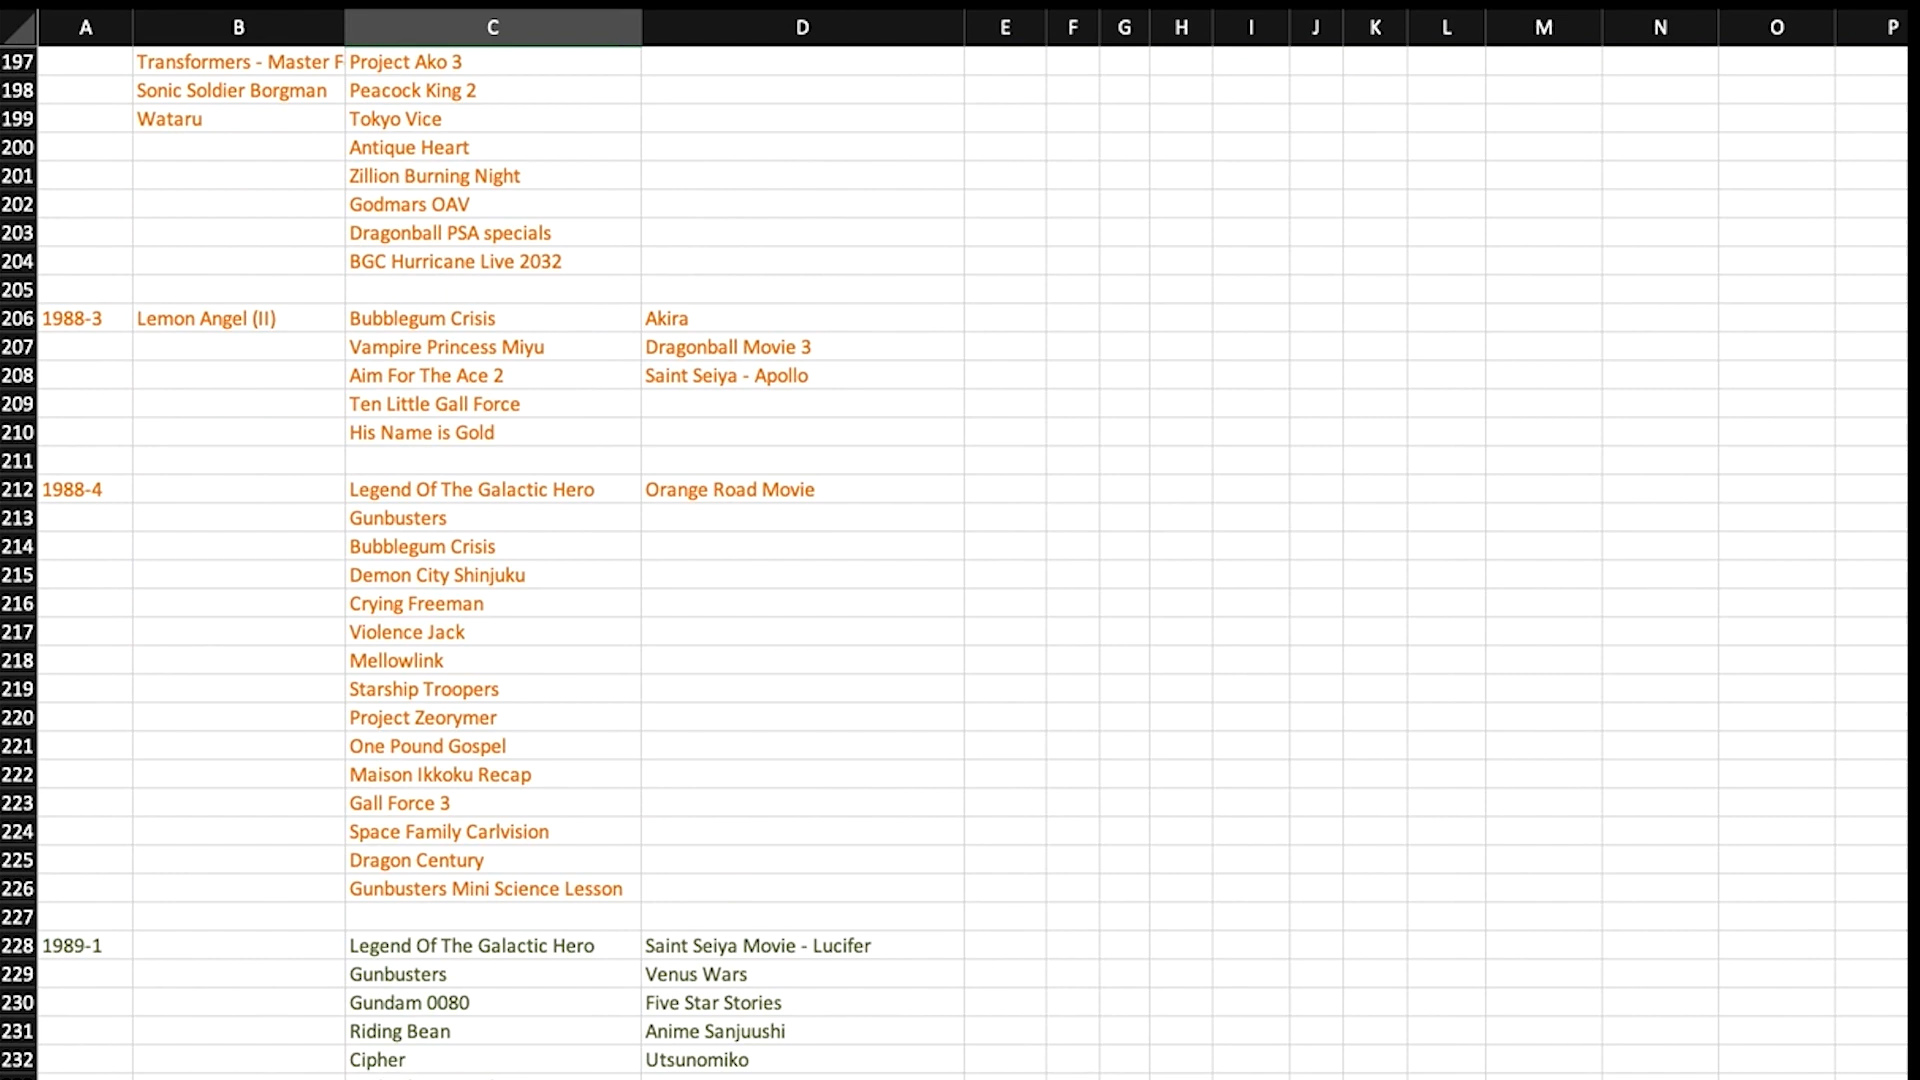 A B C D E F G H I J K L M N O P
197 Transformers - Master F Project Ako 3
198 Sonic Soldier Borgman Peacock King 2
199 Wataru Tokyo Vice
200 Antique Heart
201 Zillion Burning Night
202 Godmars OAV
203 Dragonball PSA specials
204 BGC Hurricane Live 2032
205
206 1988-3 Lemon Angel (II) Bubblegum Crisis Akira
207 Vampire Princess Miyu Dragonball Movie 3
208 Aim For The Ace 2 Saint Seiya - Apollo
209 Ten Little Gall Force
210 His Name is Gold
211
212 1988-4 Legend Of The Galactic Hero Orange Road Movie
213 Gunbusters
214 Bubblegum Crisis
215 Demon City Shinjuku
216 Crying Freeman
217 Violence Jack
218 Mellowlink
219 Starship Troopers
220 Project Zeorymer
221 One Pound Gospel
222 Maison Ikkoku Recap
223 Gall Force 3
224 Space Family Carlvision
225 Dragon Century
226 Gunbusters Mini Science Lesson
227
228 1989-1 Legend Of The Galactic Hero Saint Seiya Movie - Lucifer
229 Gunbusters Venus Wars
230 Gundam 0080 Five Star Stories
231 Riding Bean Anime Sanjuushi
232 Cipher Utsunomiko